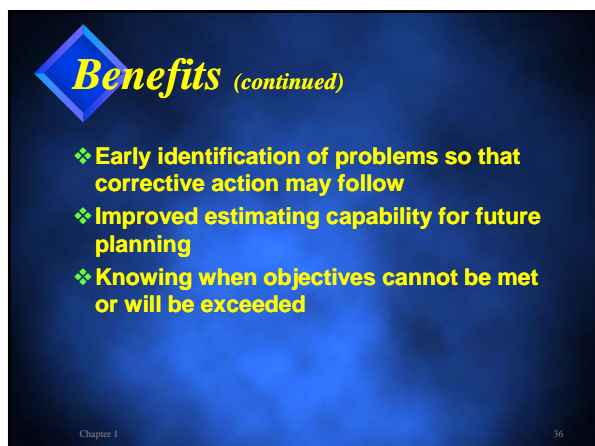 Benefits (continued)
Early identification of problems so that
corrective action may follow
Improved estimating capability for future
planning
Knowing when objectives cannot be met
or will be exceeded
Chapter 1
36